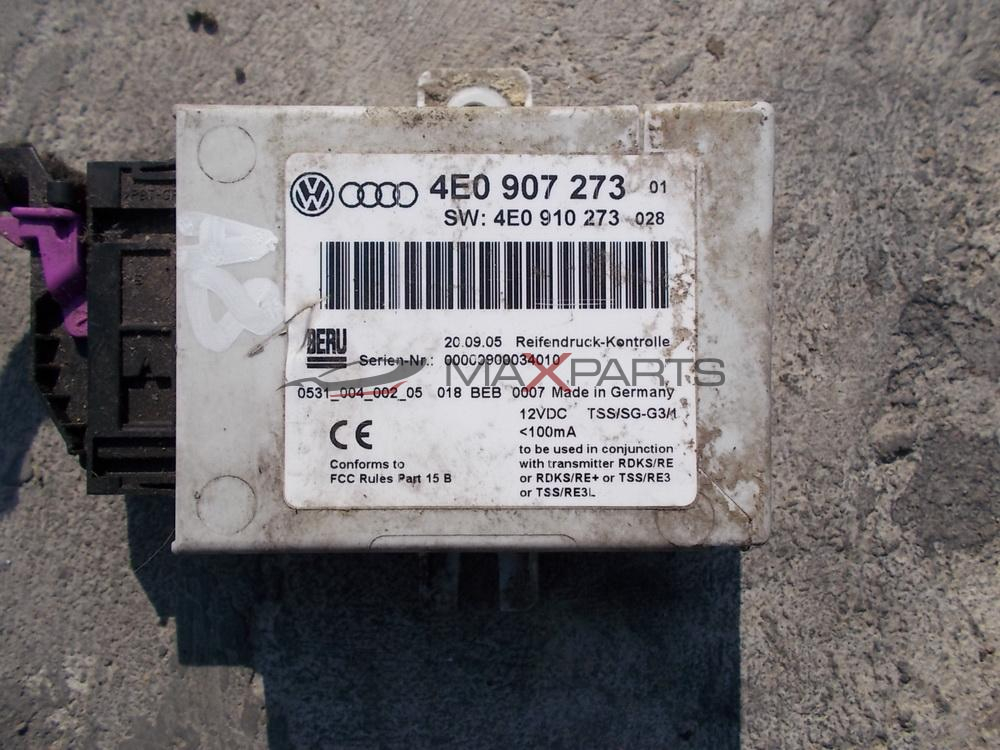 4E0 907 273 01
SW: 4E0 910 273 028
BERU
20.09.05 Reifendruck-Kontrolle
Serien-Nr.: 00000900034010
MAXPARTS
0531_004_002_05 018 BEB 0007 Made in Germany
12VDC TSS/SG-G3/1
<100mA
CE
Conforms to
FCC Rules Part 15 B
to be used in conjunction
with transmitter RDKS/RE
or RDKS/RE+ or TSS/RE3
or TSS/RE3L